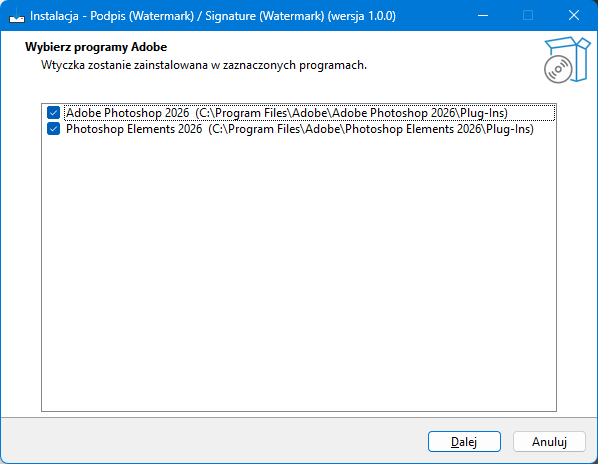 Instalacja - Podpis (Watermark) / Signature (Watermark) (wersja 1.0.0)
Wybierz programy Adobe
Wtyczka zostanie zainstalowana w zaznaczonych programach.
Adobe Photoshop 2026 (C:\Program Files\Adobe\Adobe Photoshop 2026\Plug-Ins)
Photoshop Elements 2026 (C:\Program Files\Adobe\Photoshop Elements 2026\Plug-Ins)
Dalej
Anuluj